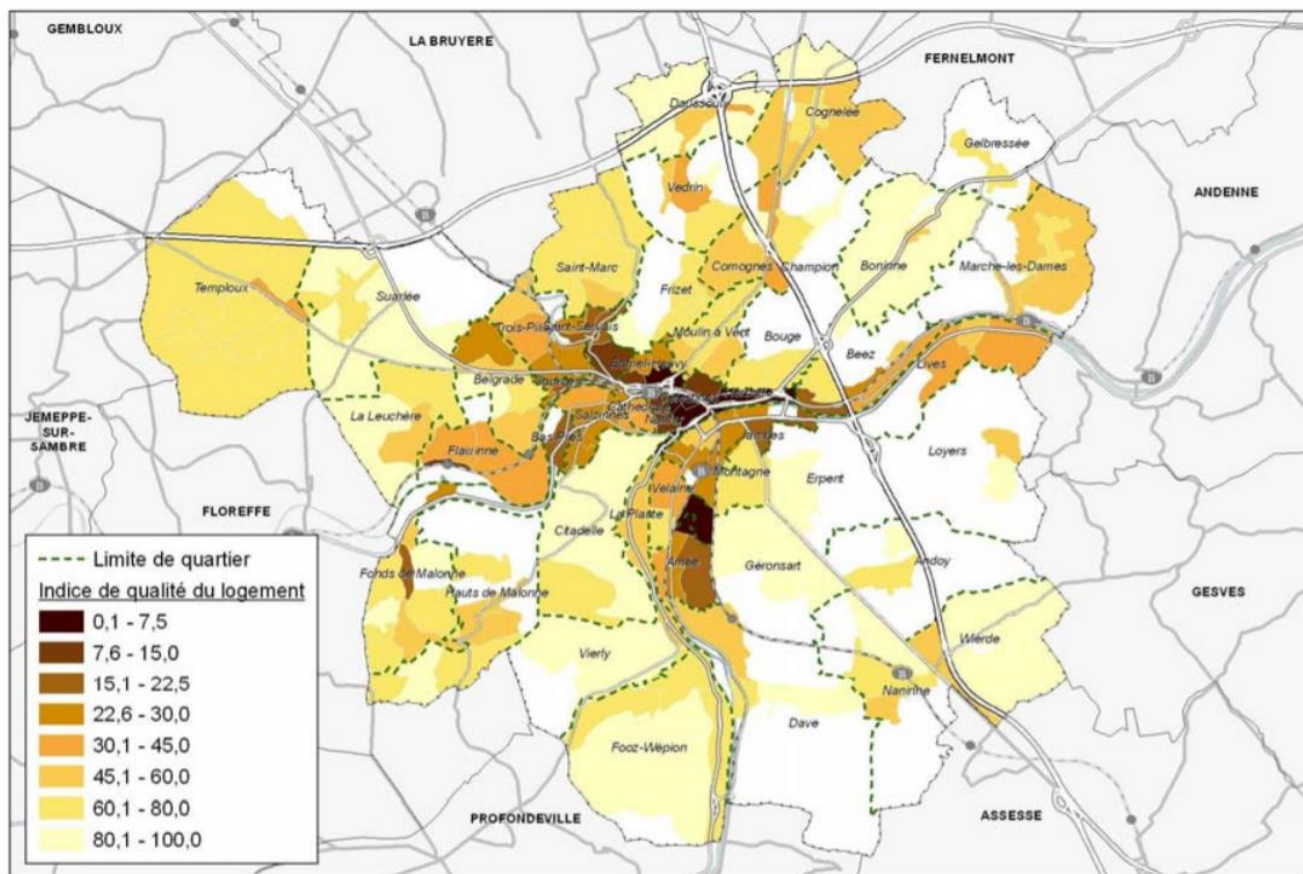 GEMBLOUX
LA BRUYERE
FERNELMONT
Daussoulx
Cognelée
Gelbressée
ANDENNE
Vedrin
Saint-Marc
Comognes
Champion
Boninne
Marche-les-Dames
Temploux
Suarlée
Frizet
Saint-Servais
Moulin à Vent
Bouge
Beez
Lives
Belgrade
Salzinnes
La Leuchère
Flawinne
Bas Prés
Jambes
JEMEPPE-
SUR-
SAMBRE
Loyers
Montagne
Erpent
Velaine
FLOREFFE
La Plante
Citadelle
Amée
Géronsart
Andoy
Fonds de Malonne
Hauts de Malonne
GESVES
Wierde
Vierly
Naninne
Dave
Fooz-Wépion
PROFONDEVILLE
ASSESSE
Limite de quartier
Indice de qualité du logement
0,1 - 7,5
7,6 - 15,0
15,1 - 22,5
22,6 - 30,0
30,1 - 45,0
45,1 - 60,0
60,1 - 80,0
80,1 - 100,0